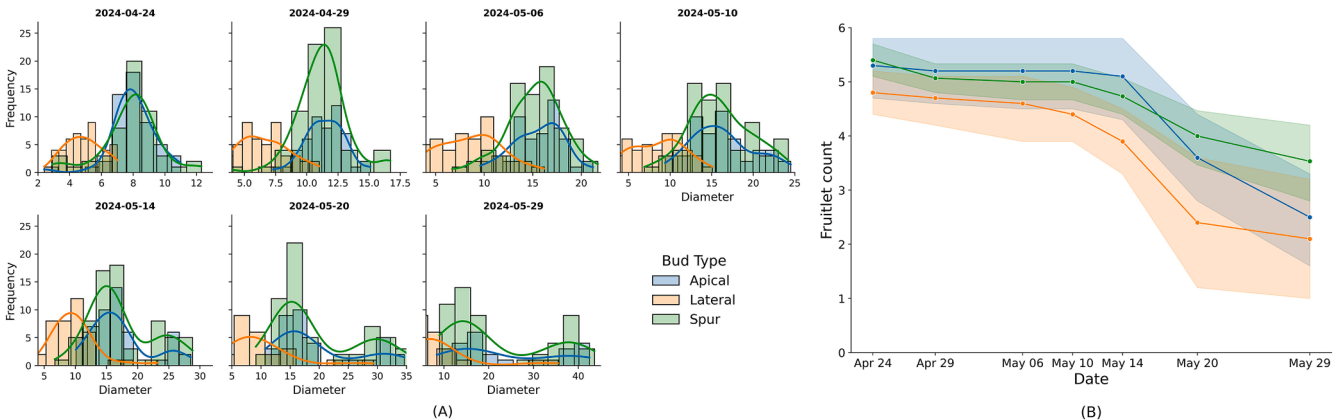 2024-04-24
2024-04-29
2024-05-06
2024-05-10
Frequency
25
20
15
10
5
0
2 4 6 8 10 12
5.0 7.5 10.0 12.5 15.0 17.5
5 10 15 20
5 10 15 20 25
Diameter
2024-05-14
2024-05-20
2024-05-29
Frequency
25
20
15
10
5
0
5 10 15 20 25 30
Diameter
5 10 15 20 25 30 35
Diameter
10 20 30 40
Diameter
Bud Type
Apical
Lateral
Spur
(A)
Fruitlet count
6
5
4
3
2
1
0
Apr 24 Apr 29 May 06 May 10 May 14 May 20 May 29
Date
(B)